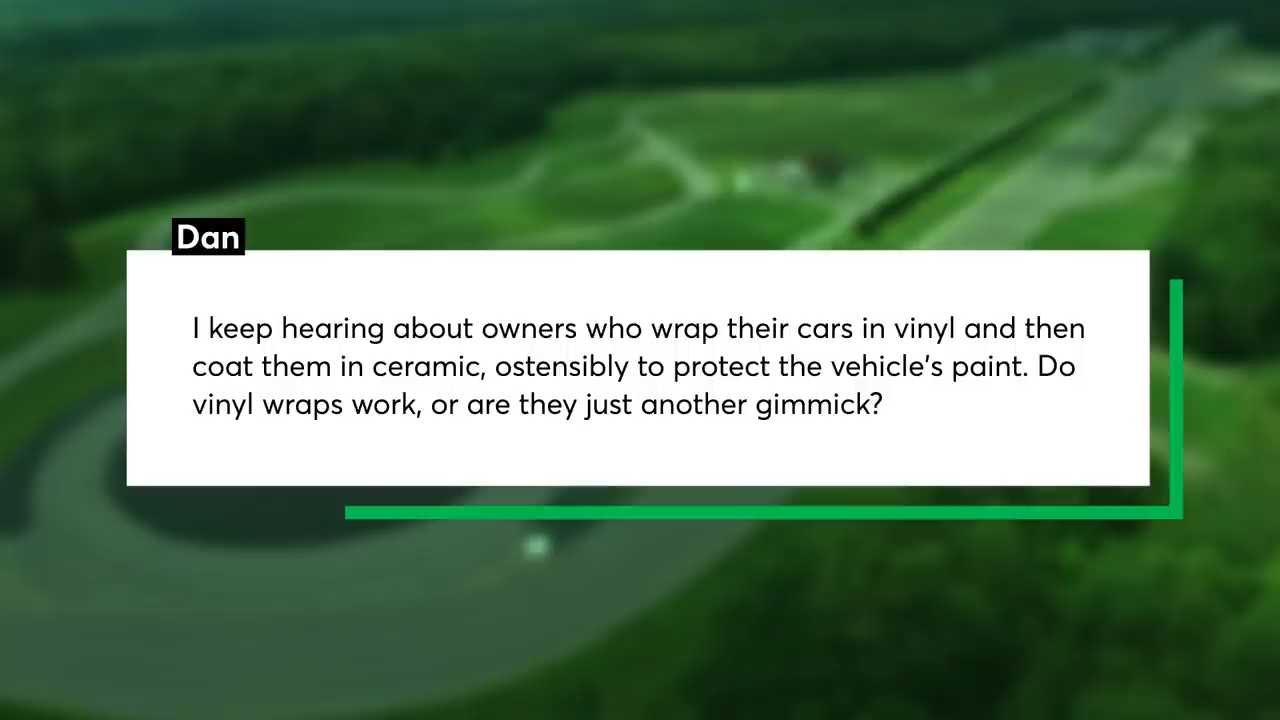 Dan
I keep hearing about owners who wrap their cars in vinyl and then
coat them in ceramic, ostensibly to protect the vehicle's paint. Do
vinyl wraps work, or are they just another gimmick?